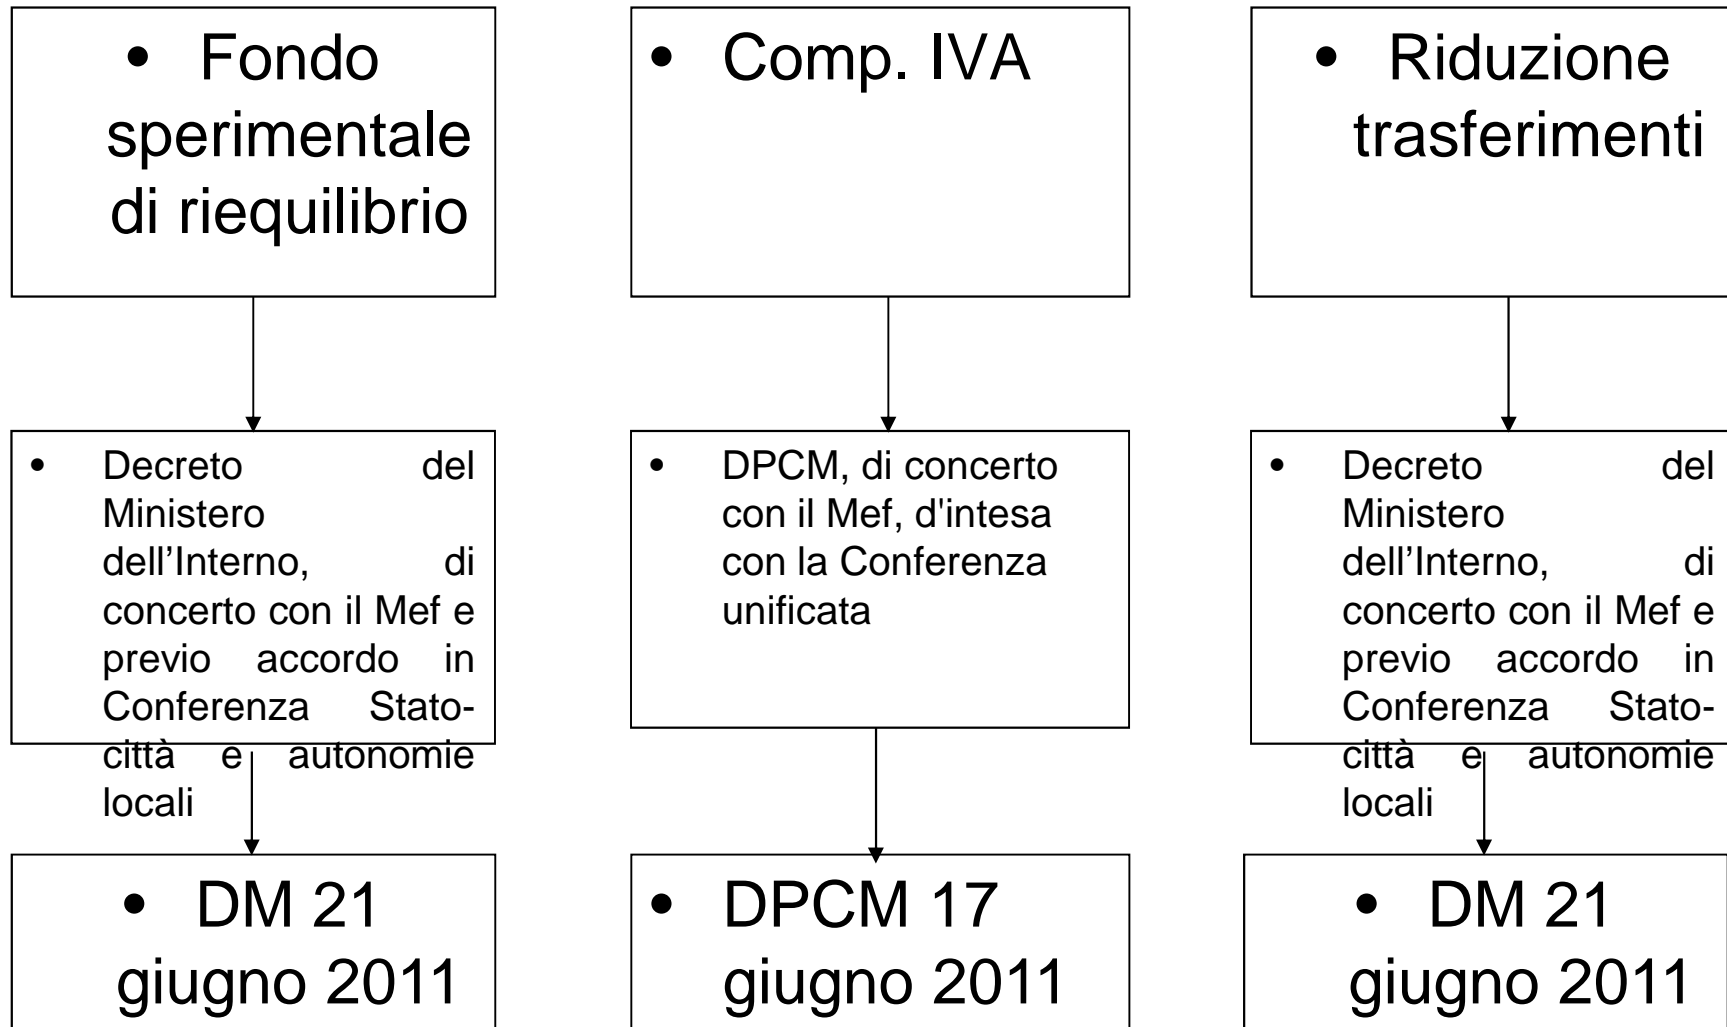 • Fondo
sperimentale
di riequilibrio
• Comp. IVA
• Riduzione
trasferimenti
• Decreto del
Ministero
dell’Interno, di
concerto con il Mef e
previo accordo in
Conferenza Stato-
città e autonomie
locali
• DPCM, di concerto
con il Mef, d'intesa
con la Conferenza
unificata
• Decreto del
Ministero
dell’Interno, di
concerto con il Mef e
previo accordo in
Conferenza Stato-
città e autonomie
locali
• DM 21
giugno 2011
• DPCM 17
giugno 2011
• DM 21
giugno 2011